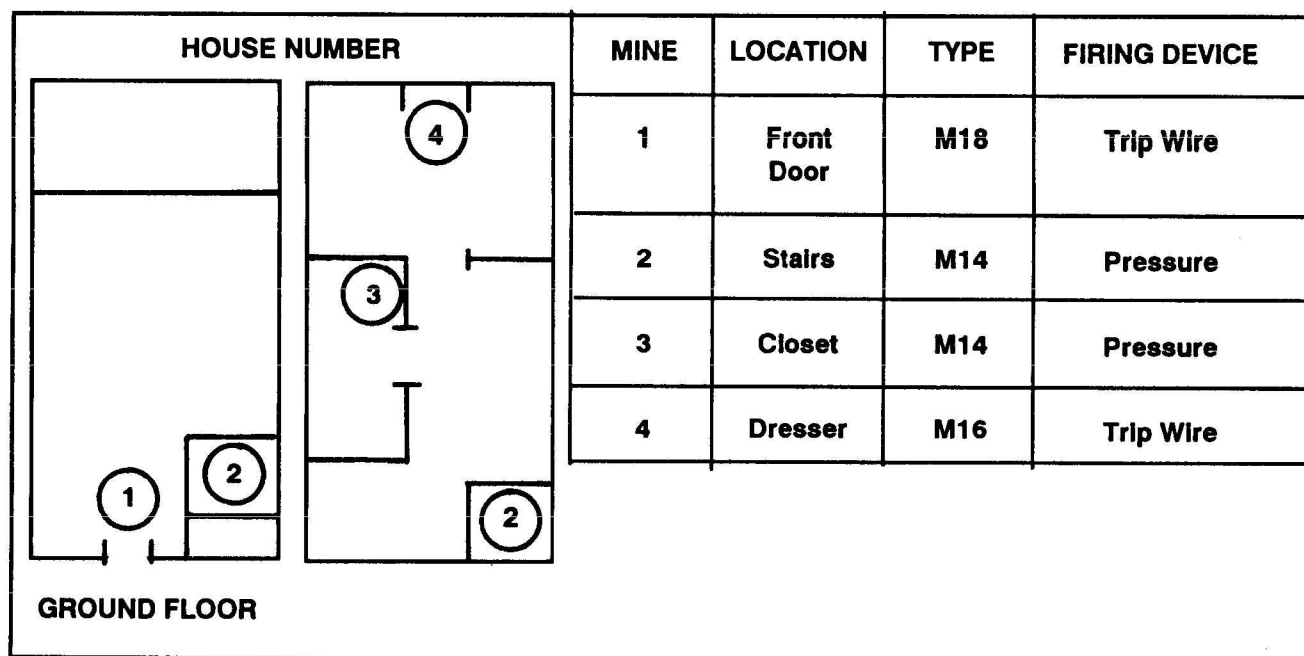 HOUSE NUMBER
4
3
2
1
2
GROUND FLOOR
MINE LOCATION TYPE FIRING DEVICE
1 Front Door M18 Trip Wire
2 Stairs M14 Pressure
3 Closet M14 Pressure
4 Dresser M16 Trip Wire